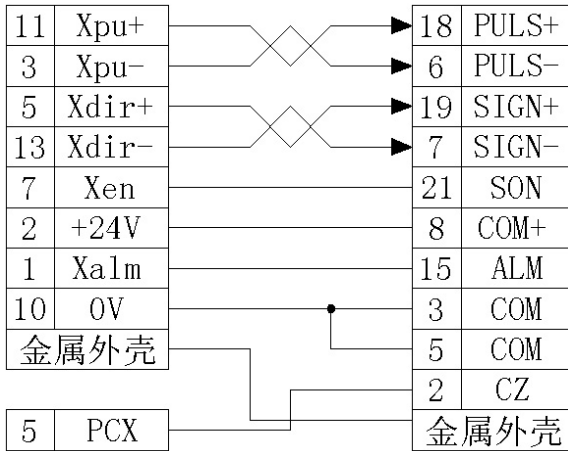 11 Xpu+ 18 PULS+
3 Xpu- 6 PULS-
5 Xdir+ 19 SIGN+
13 Xdir- 7 SIGN-
7 Xen 21 SON
2 +24V 8 COM+
1 Xalm 15 ALM
10 0V 3 COM
金属外壳 5 COM
2 CZ
5 PCX 金属外壳